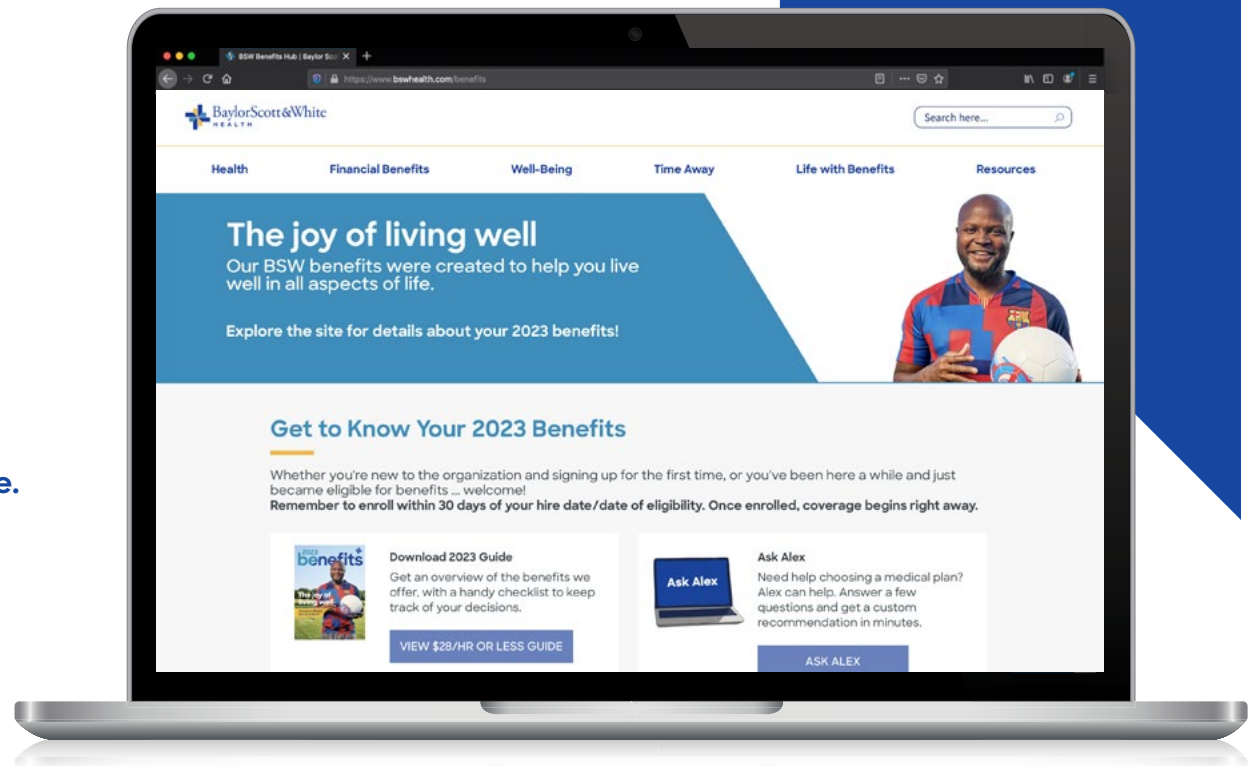 BSW Benefits Hub | Baylor Sco
https://www.bswhealth.com/benefits
BaylorScott&White
HEALTH
Search here...
Health Financial Benefits Well-Being Time Away Life with Benefits Resources
The joy of living well
Our BSW benefits were created to help you live
well in all aspects of life.
Explore the site for details about your 2023 benefits!
Get to Know Your 2023 Benefits
e.
Whether you're new to the organization and signing up for the first time, or you've been here a while and just
became eligible for benefits ... welcome!
Remember to enroll within 30 days of your hire date/date of eligibility. Once enrolled, coverage begins right away.
2023
benefits
The joy of
living well
Download 2023 Guide
Get an overview of the benefits we
offer, with a handy checklist to keep
track of your decisions.
VIEW $28/HR OR LESS GUIDE
Ask Alex
Ask Alex
Need help choosing a medical plan?
Alex can help. Answer a few
questions and get a custom
recommendation in minutes.
ASK ALEX